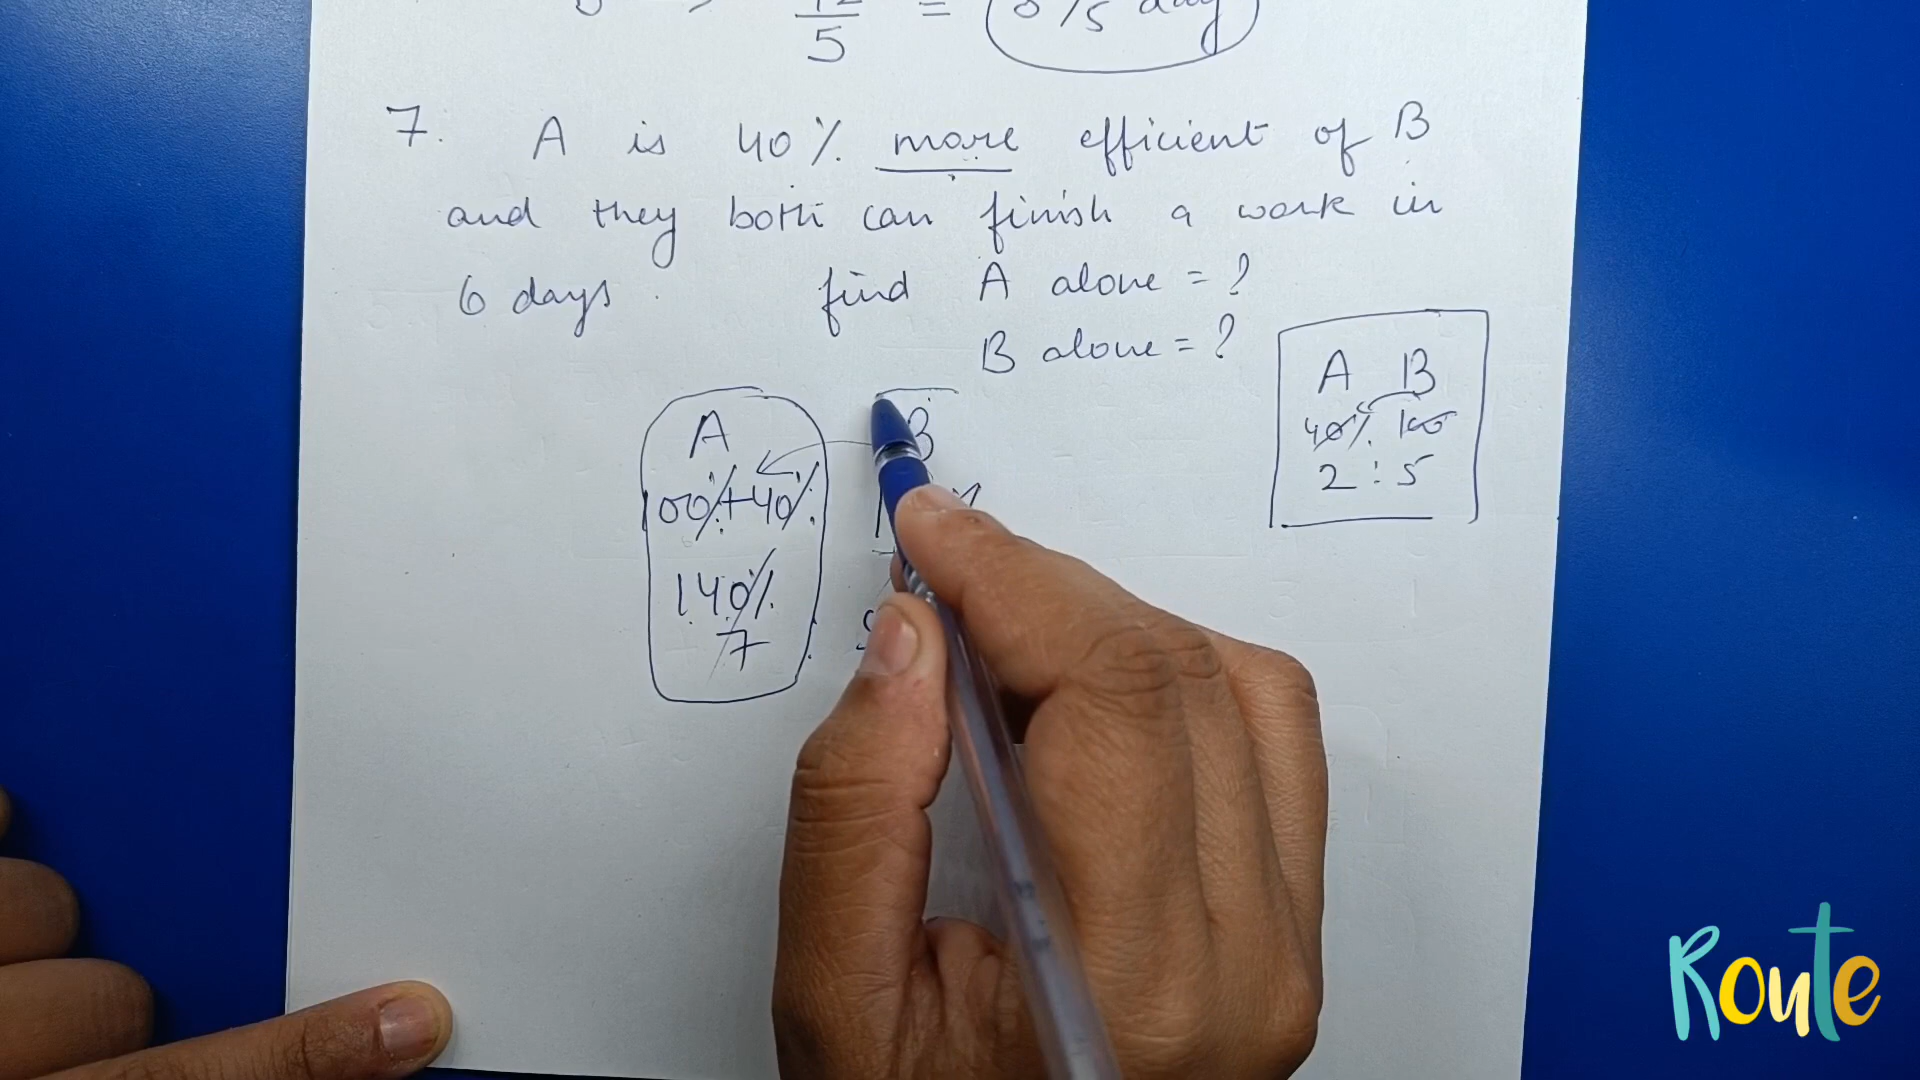 5 =
7. A is 40% more efficient of B
and they both can finish a work in
6 days. find A alone = ?
B alone = ?
A B
40% 100
2 : 5
A B
100% + 40%
140%
7
Route